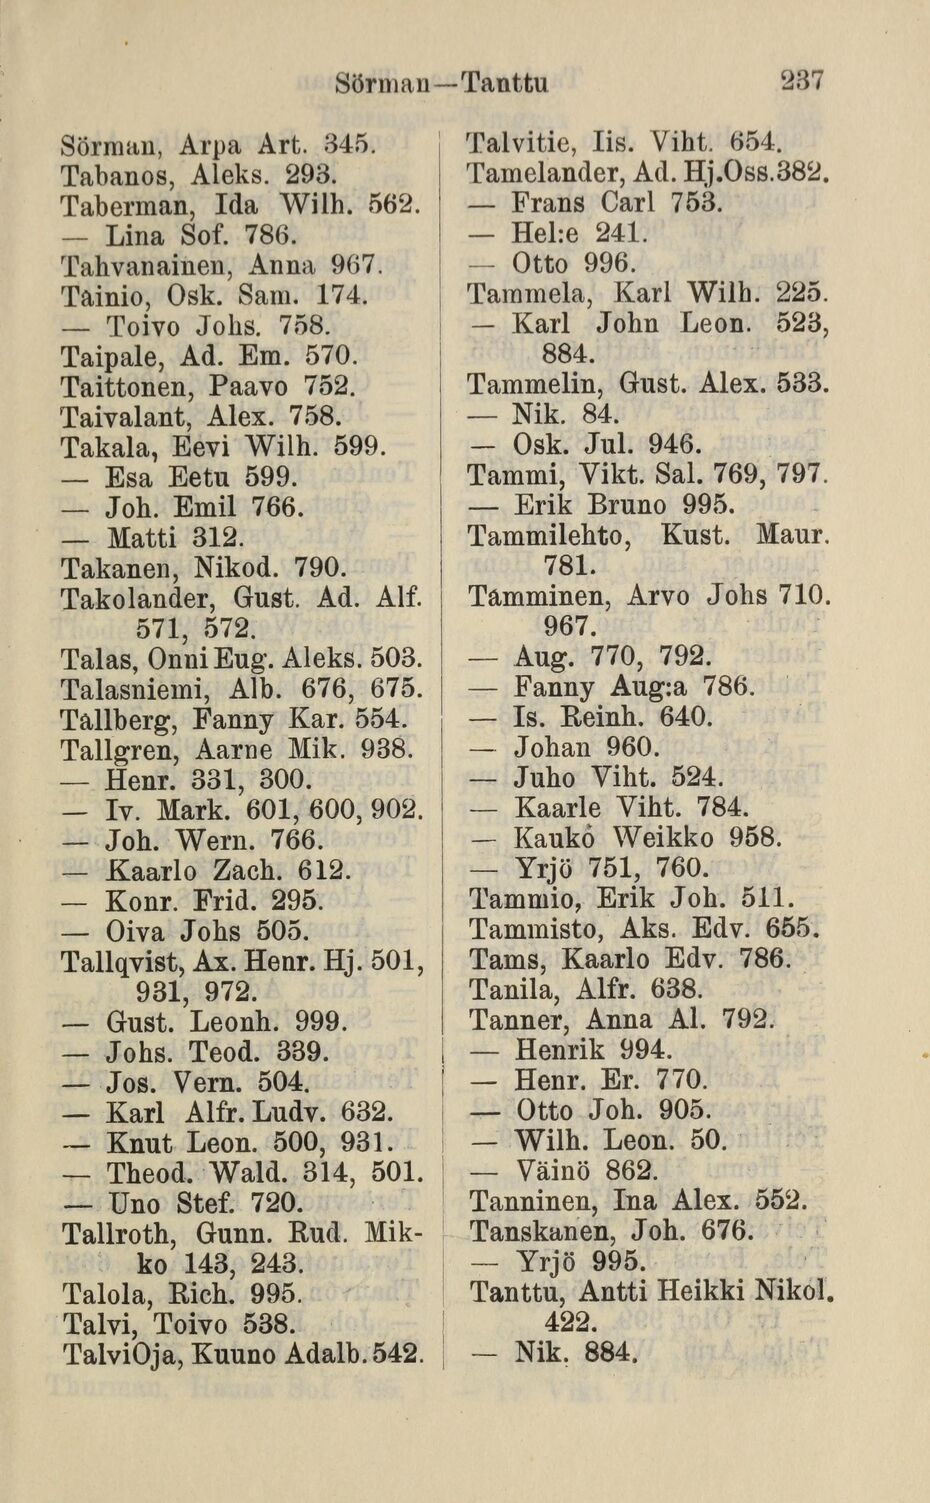 Sörman—Tanttu 237
Sörman, Arpa Art. 345.
Tabanos, Aleks. 293.
Taberman, Ida Wilh. 562.
— Lina Sof. 786.
Tahvanainen, Anna 967.
Tainio, Osk. Sam. 174.
— Toivo Johs. 758.
Taipale, Ad. Em. 570.
Taittonen, Paavo 752.
Taivalant, Alex. 758.
Takala, Eevi Wilh. 599.
— Esa Eetu 599.
— Joh. Emil 766.
— Matti 312.
Takanen, Nikod. 790.
Takolander, Gust. Ad. Alf.
571, 572.
Talas, Onni Eug. Aleks. 503.
Talasniemi, Alb. 676, 675.
Tallberg, Fanny Kar. 554.
Tallgren, Aarne Mik. 938.
— Henr. 331, 300.
— Iv. Mark. 601, 600, 902.
— Joh. Wern. 766.
— Kaarlo Zach. 612.
— Konr. Frid. 295.
— Oiva Johs 505.
Tallqvist, Ax. Henr. Hj. 501,
931, 972.
— Gust. Leonh. 999.
— Johs. Teod. 339.
— Jos. Vern. 504.
— Karl Alfr. Ludv. 632.
— Knut Leon. 500, 931.
— Theod. Wald. 314, 501.
— Uno Stef. 720.
Tallroth, Gunn. Rud. Mik-
ko 143, 243.
Talola, Rich. 995.
Talvi, Toivo 538.
TalviOja, Kuuno Adalb. 542.
Talvitie, Iis. Viht. 654.
Tamelander, Ad. Hj.Oss.382.
— Frans Carl 753.
— Hel:e 241.
— Otto 996.
Tammela, Karl Wilh. 225.
— Karl John Leon. 523,
884.
Tammelin, Gust. Alex. 533.
— Nik. 84.
— Osk. Jul. 946.
Tammi, Vikt. Sal. 769, 797.
— Erik Bruno 995.
Tammilehto, Kust. Maur.
781.
Tamminen, Arvo Johs 710.
967.
— Aug. 770, 792.
— Fanny Aug:a 786.
— Is. Reinh. 640.
— Johan 960.
— Juho Viht. 524.
— Kaarle Viht. 784.
— Kauko Weikko 958.
— Yrjö 751, 760.
Tammio, Erik Joh. 511.
Tammisto, Aks. Edv. 655.
Tams, Kaarlo Edv. 786.
Tanila, Alfr. 638.
Tanner, Anna Al. 792.
— Henrik 994.
— Henr. Er. 770.
— Otto Joh. 905.
— Wilh. Leon. 50.
— Väinö 862.
Tanninen, Ina Alex. 552.
Tanskanen, Joh. 676.
— Yrjö 995.
Tanttu, Antti Heikki Nikol.
422.
— Nik. 884.